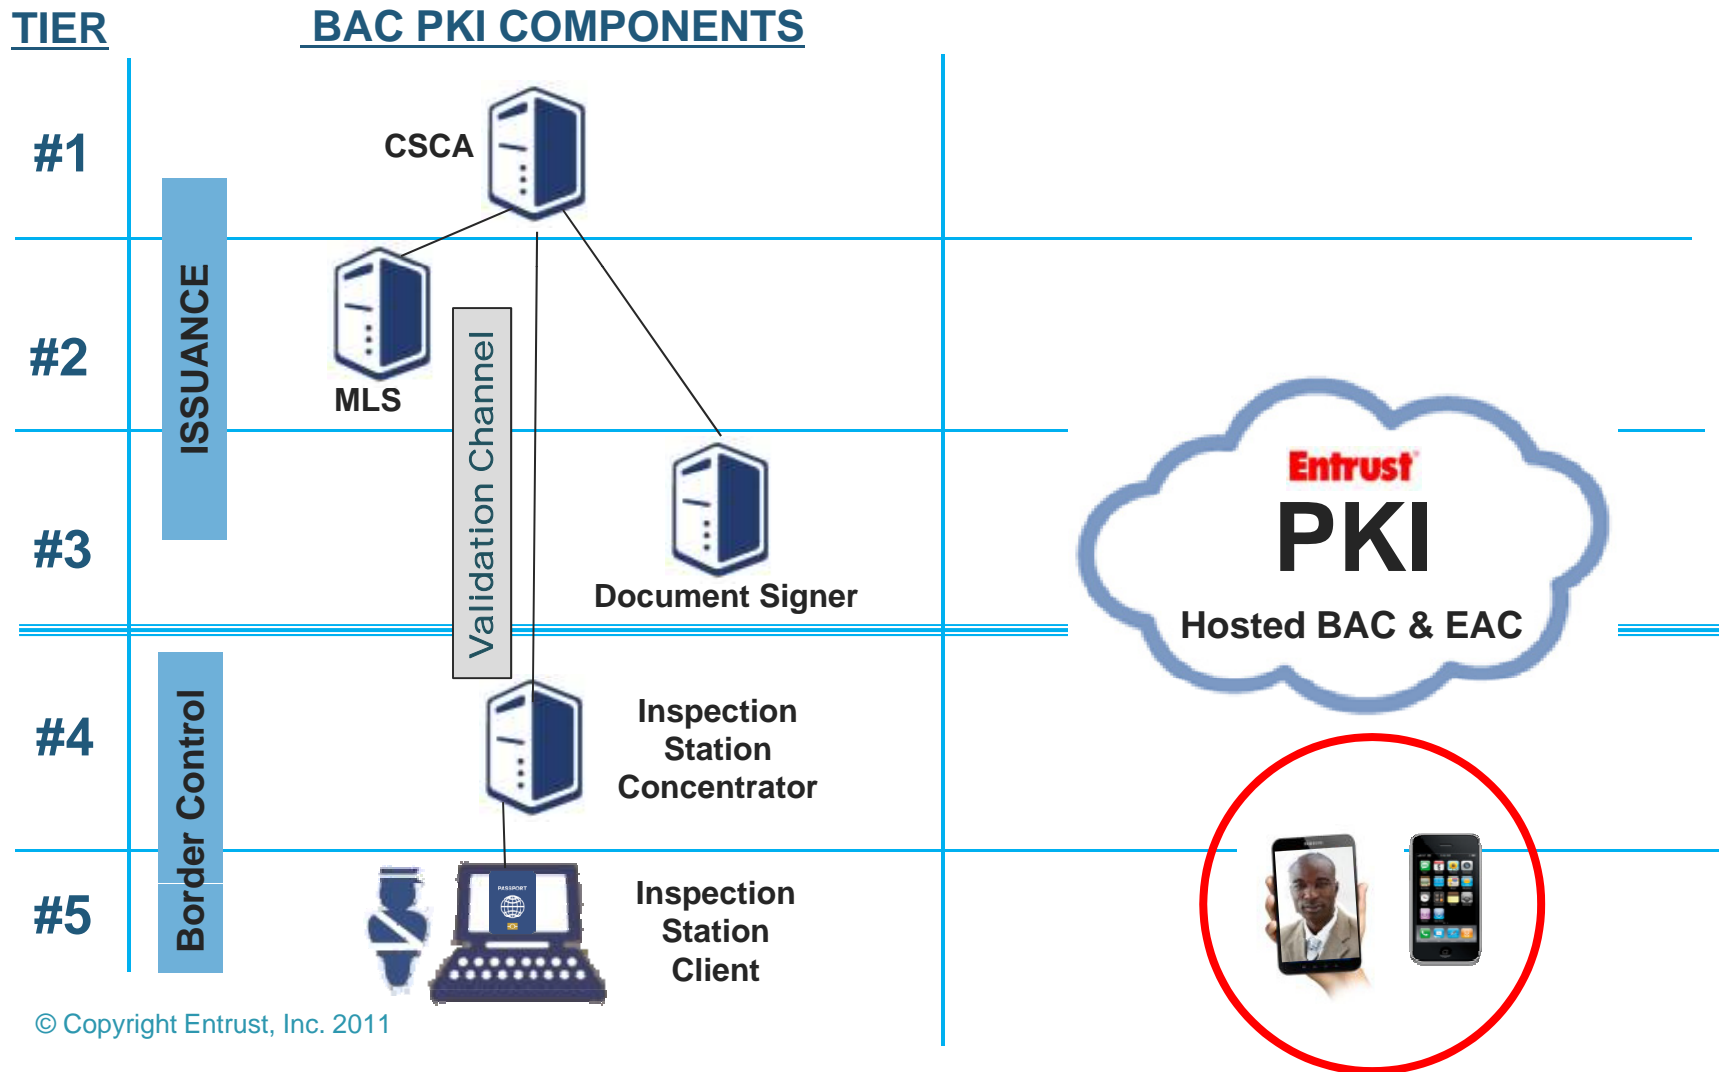 TIER
BAC PKI COMPONENTS
#1
CSCA
ISSUANCE
#2
MLS
Validation Channel
#3
Document Signer
Entrust
PKI
Hosted BAC & EAC
#4
Border Control
Inspection
Station
Concentrator
#5
PASSPORT
Inspection
Station
Client
© Copyright Entrust, Inc. 2011